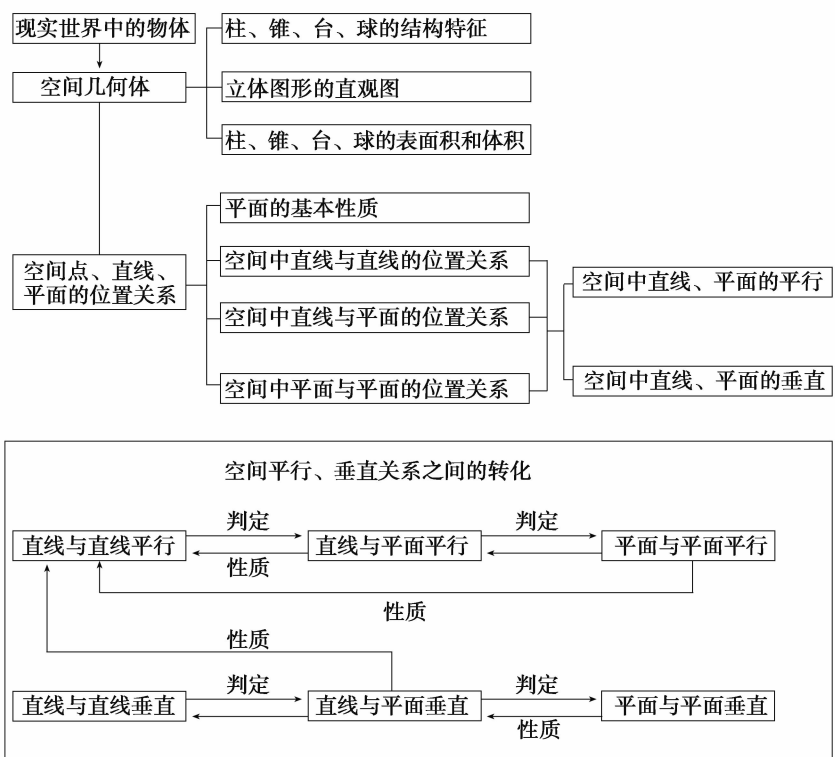 现实世界中的物体
柱、锥、台、球的结构特征
空间几何体
立体图形的直观图
柱、锥、台、球的表面积和体积
平面的基本性质
空间点、直线、
平面的位置关系
空间中直线与直线的位置关系
空间中直线、平面的平行
空间中直线与平面的位置关系
空间中平面与平面的位置关系
空间中直线、平面的垂直
空间平行、垂直关系之间的转化
判定
判定
直线与直线平行
直线与平面平行
平面与平面平行
性质
性质
性质
判定
判定
直线与直线垂直
直线与平面垂直
平面与平面垂直
性质